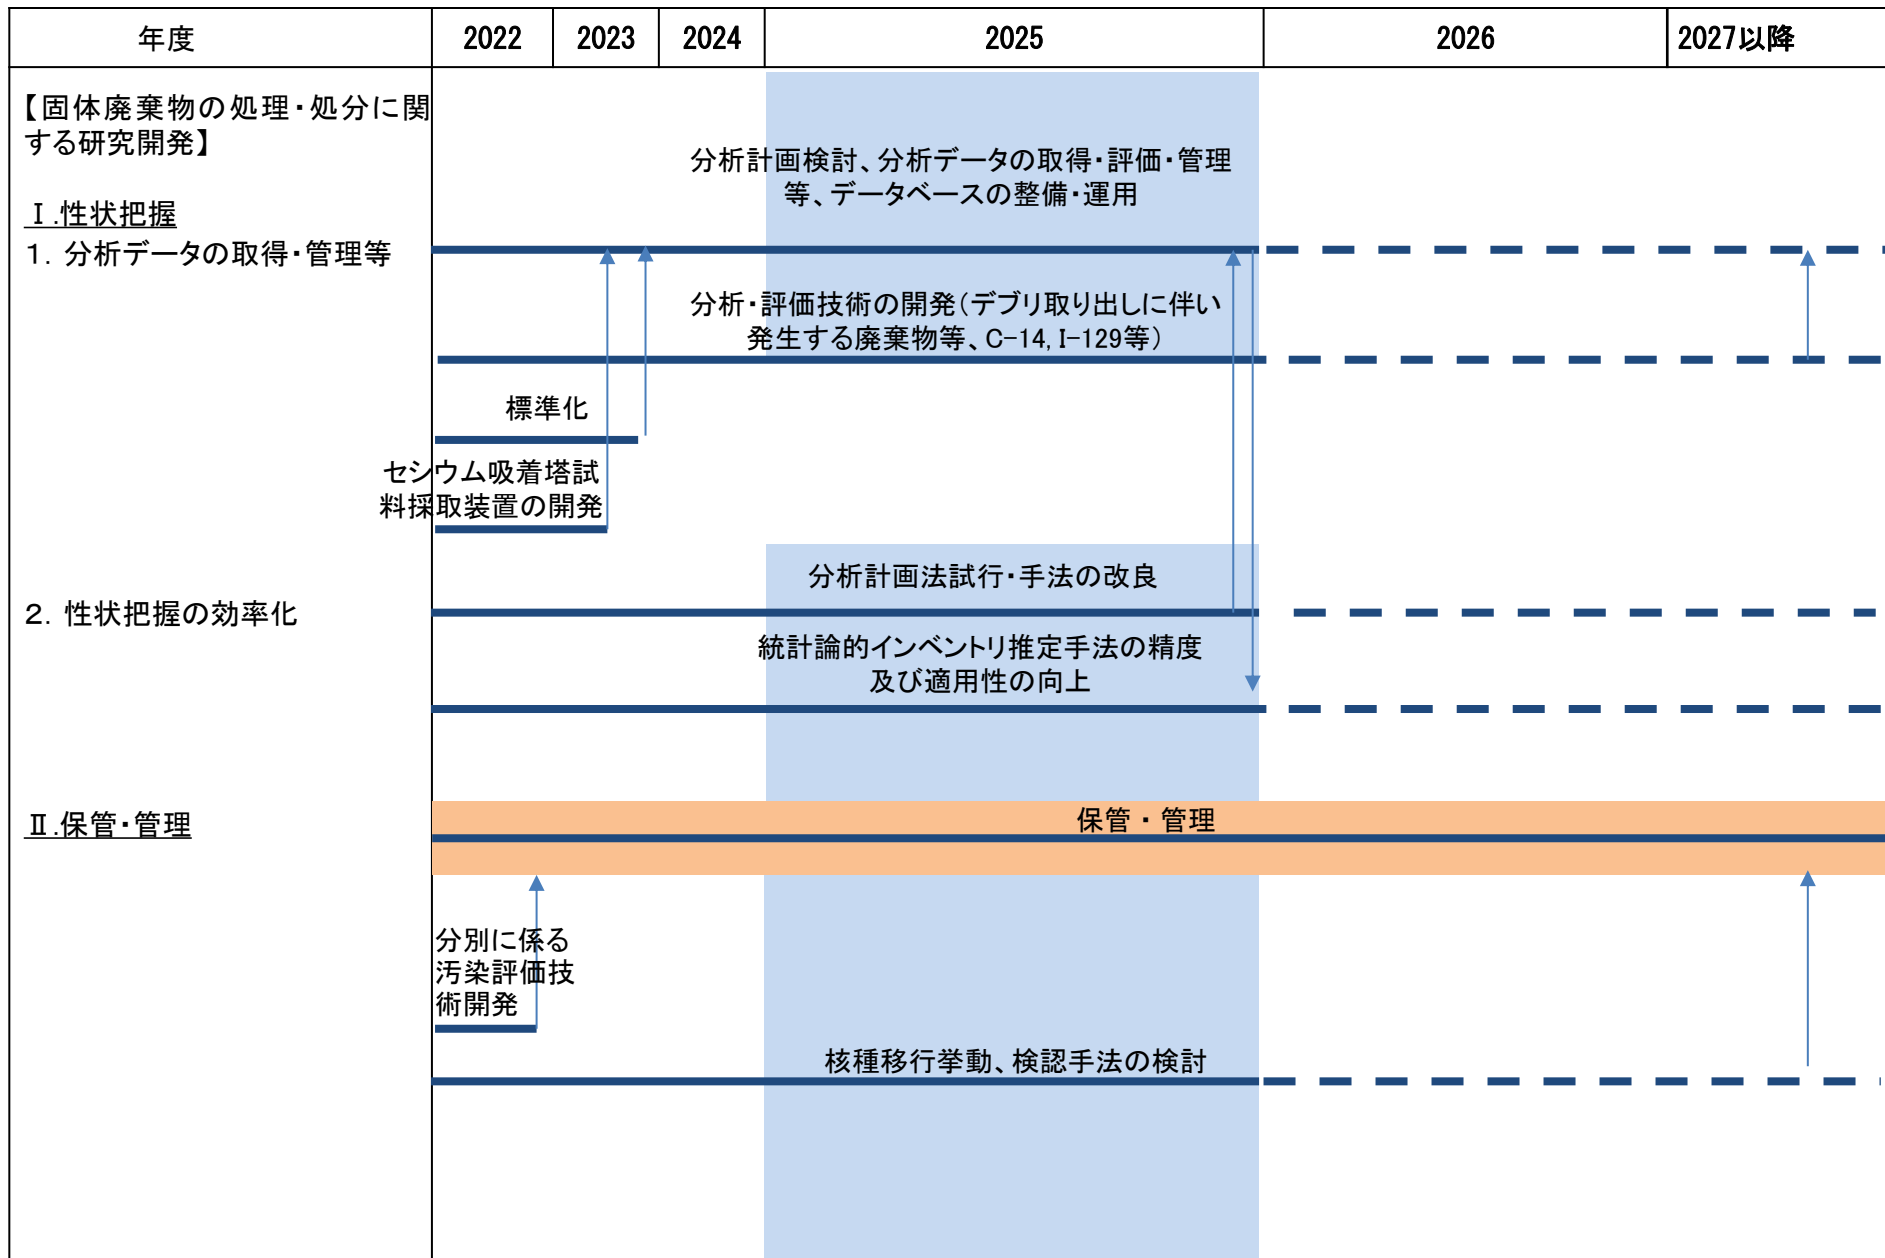 年度 2022 2023 2024 2025 2026 2027以降
【固体廃棄物の処理・処分に関
する研究開発】
分析計画検討、分析データの取得・評価・管理
等、データベースの整備・運用
Ⅰ.性状把握
1. 分析データの取得・管理等
分析・評価技術の開発(デブリ取り出しに伴い
発生する廃棄物等、C-14, I-129等)
標準化
セシウム吸着塔試
料採取装置の開発
分析計画法試行・手法の改良
2. 性状把握の効率化
統計論的インベントリ推定手法の精度
及び適用性の向上
保管・管理
Ⅱ.保管・管理
分別に係る
汚染評価技
術開発
核種移行挙動、検認手法の検討